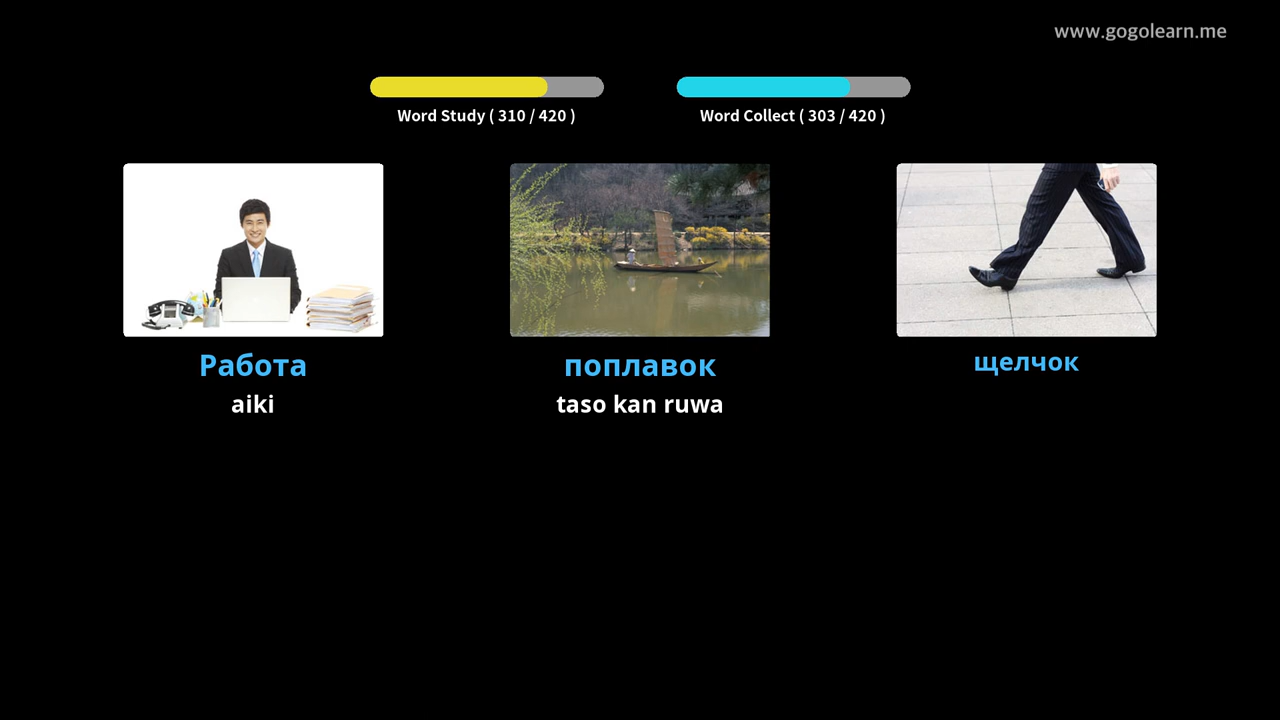 www.gogolearn.me
Word Study ( 310 / 420 )
Word Collect ( 303 / 420 )
Работа
aiki
поплавок
taso kan ruwa
щелчок